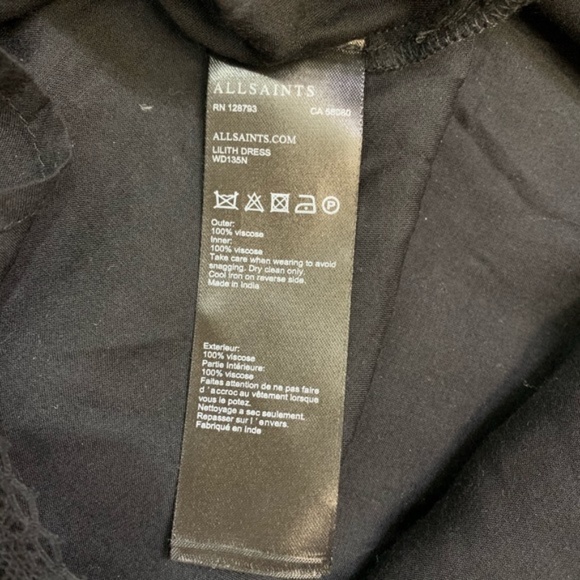 ALLSAINTS
RN 128793 CA 56080
ALLSAINTS.COM
LILITH DRESS
WD135N
P
Outer:
100% viscose
Inner:
100% viscose
Take care when wearing to avoid
snagging. Dry clean only.
Cool iron on reverse side.
Made in India
Exterieur:
100% viscose
Partie intérieure:
100% viscose
Faites attention de ne pas faire
d 'accroc au vêtement lorsque
vous le potez.
Nettoyage a sec seulement.
Repasser sur l 'envers.
Fabriqué en Inde